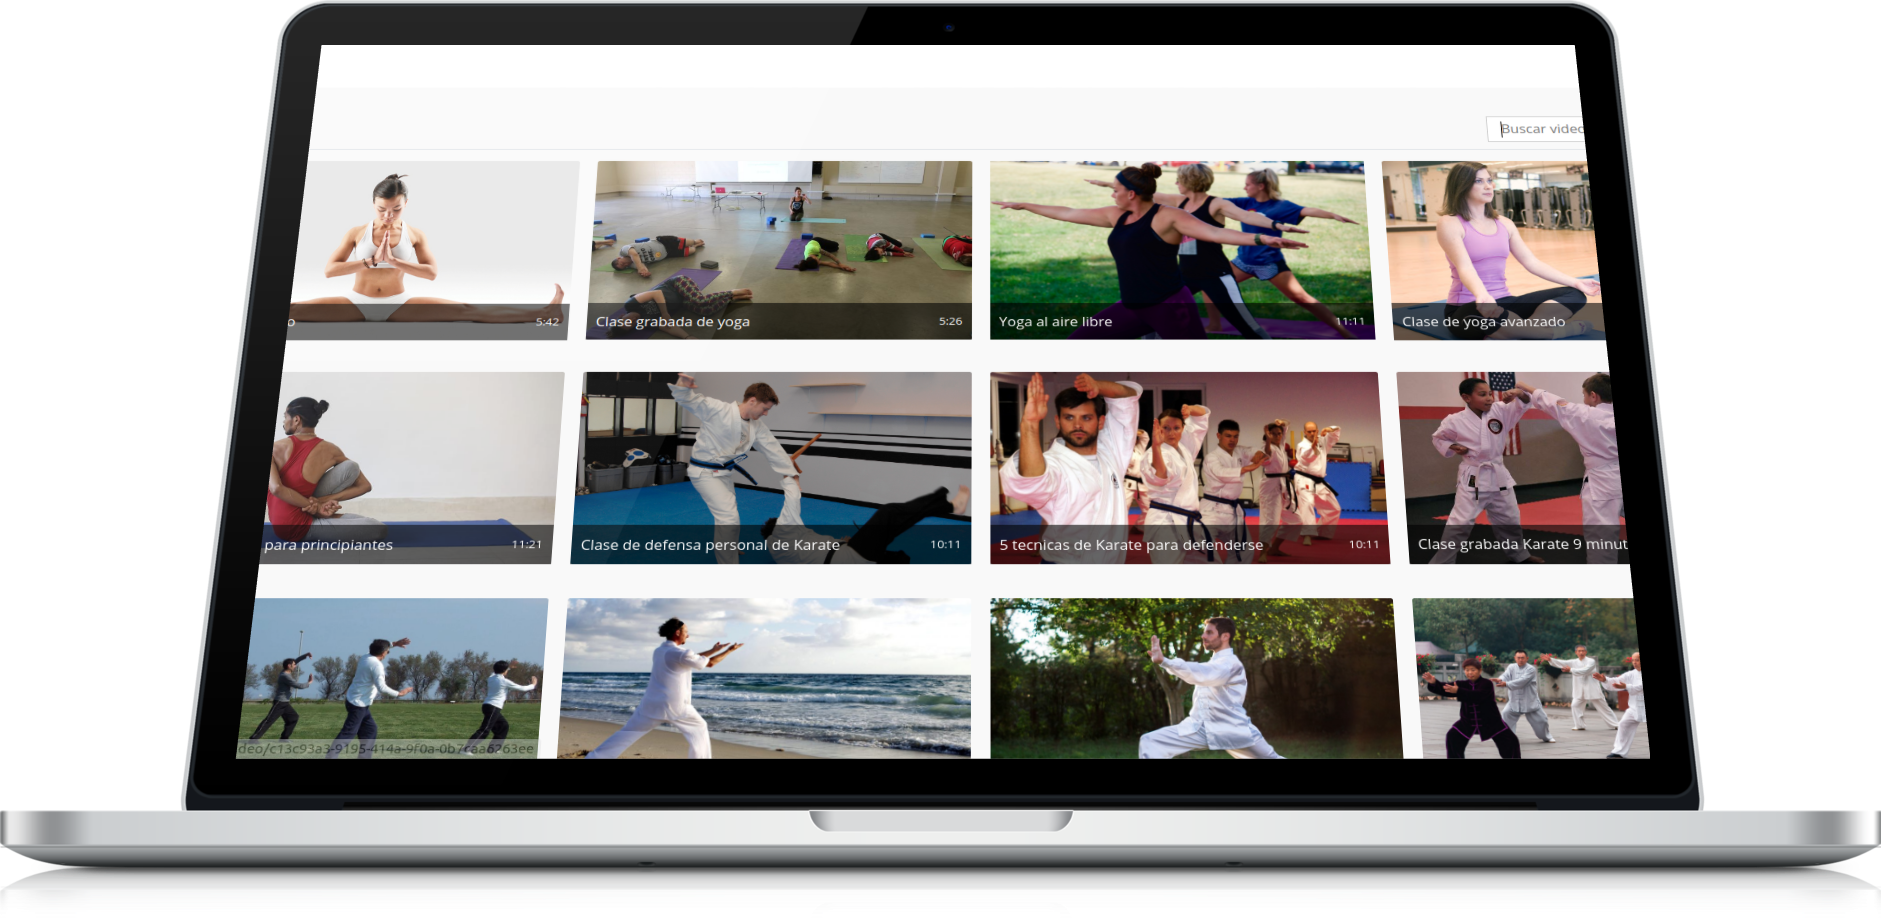 Buscar video
o
5:42
Clase grabada de yoga
5:26
Yoga al aire libre
11:11
Clase de yoga avanzado
para principiantes
11:21
Clase de defensa personal de Karate
10:11
5 tecnicas de Karate para defenderse
10:11
Clase grabada Karate 9 minut
deo/c13c93a3-9195-414a-9f0a-0b7caa6263ee